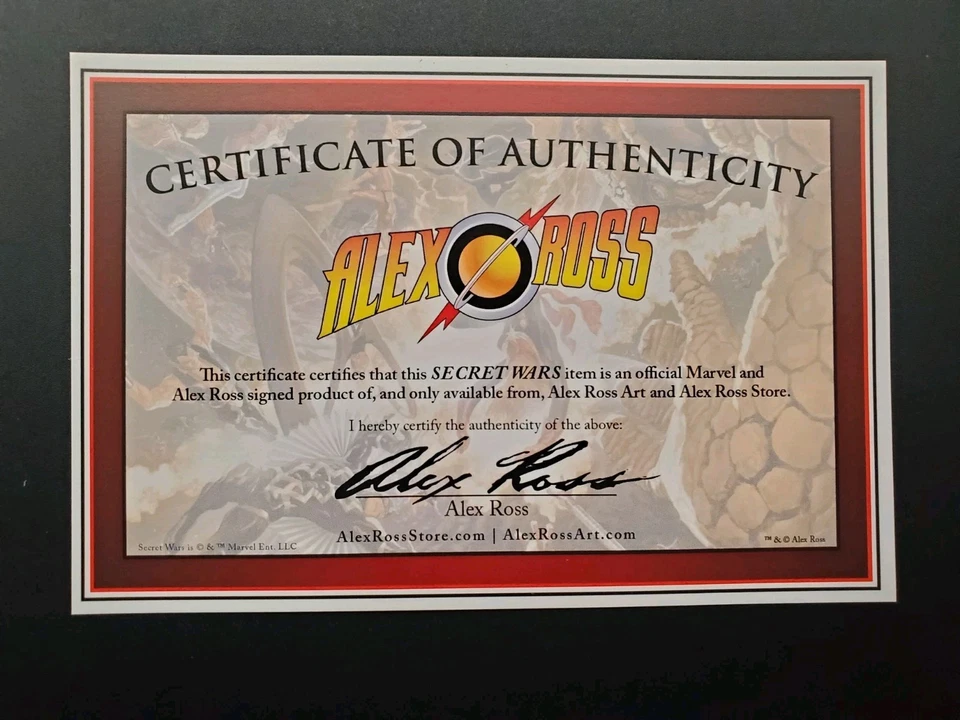 CERTIFICATE OF AUTHENTICITY
ALEX ROSS
This certificate certifies that this SECRET WARS item is an official Marvel and
Alex Ross signed product of, and only available from, Alex Ross Art and Alex Ross Store.
I hereby certify the authenticity of the above:
Alex Ross
Alex Ross
AlexRossStore.com | AlexRossArt.com
Secret Wars is © & ™ Marvel Ent. LLC
™ & © Alex Ross